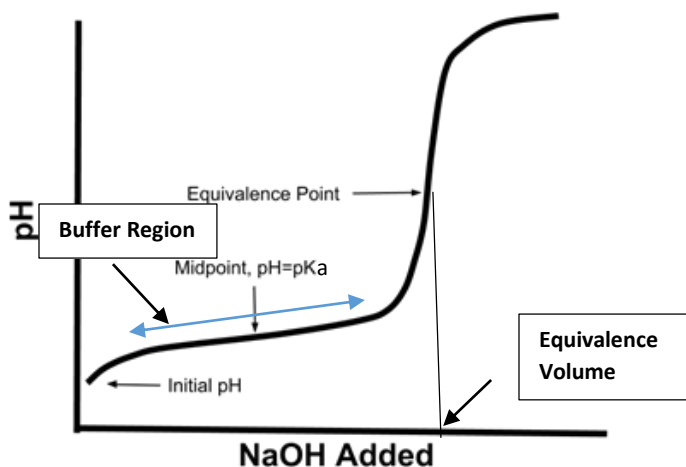 Equivalence Point
pH
Buffer Region
Midpoint, pH=pKa
Equivalence
Volume
Initial pH
NaOH Added